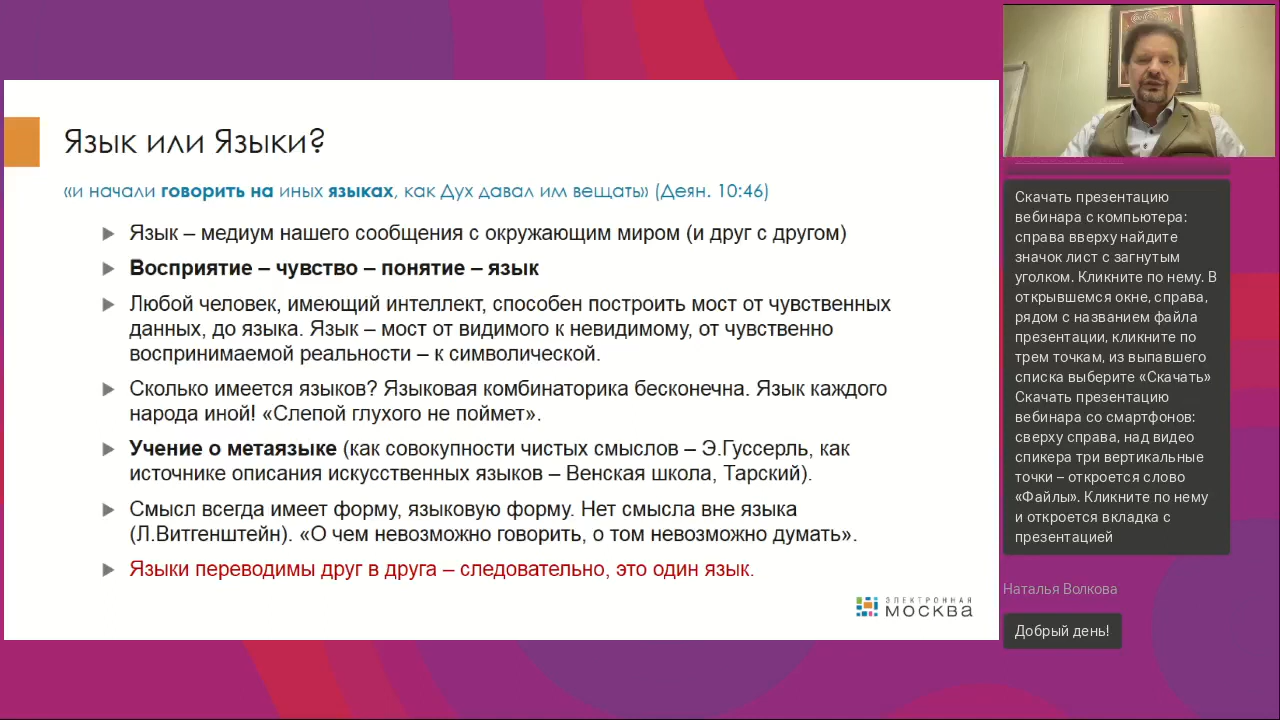 Язык или Языки?
«и начали говорить на иных языках, как Дух давал им вещать» (Деян. 10:46)
Язык – медиум нашего сообщения с окружающим миром (и друг с другом)
Восприятие – чувство – понятие – язык
Любой человек, имеющий интеллект, способен построить мост от чувственных
данных, до языка. Язык – мост от видимого к невидимому, от чувственно
воспринимаемой реальности – к символической.
Сколько имеется языков? Языковая комбинаторика бесконечна. Язык каждого
народа иной! «Слепой глухого не поймет».
Учение о метаязыке (как совокупности чистых смыслов – Э.Гуссерль, как
источнике описания искусственных языков – Венская школа, Тарский).
Смысл всегда имеет форму, языковую форму. Нет смысла вне языка
(Л.Витгенштейн). «О чем невозможно говорить, о том невозможно думать».
Языки переводимы друг в друга – следовательно, это один язык.
ЭЛЕКТРОННАЯ
МОСКВА
Скачать презентацию
вебинара с компьютера:
справа вверху найдите
значок лист с загнутым
уголком. Кликните по нему. В
открывшемся окне, справа,
рядом с названием файла
презентации, кликните по
трем точкам, из выпавшего
списка выберите «Скачать»
Скачать презентацию
вебинара со смартфонов:
сверху справа, над видео
спикера три вертикальные
точки – откроется слово
«Файлы». Кликните по нему
и откроется вкладка с
презентацией
Наталья Волкова
Добрый день!